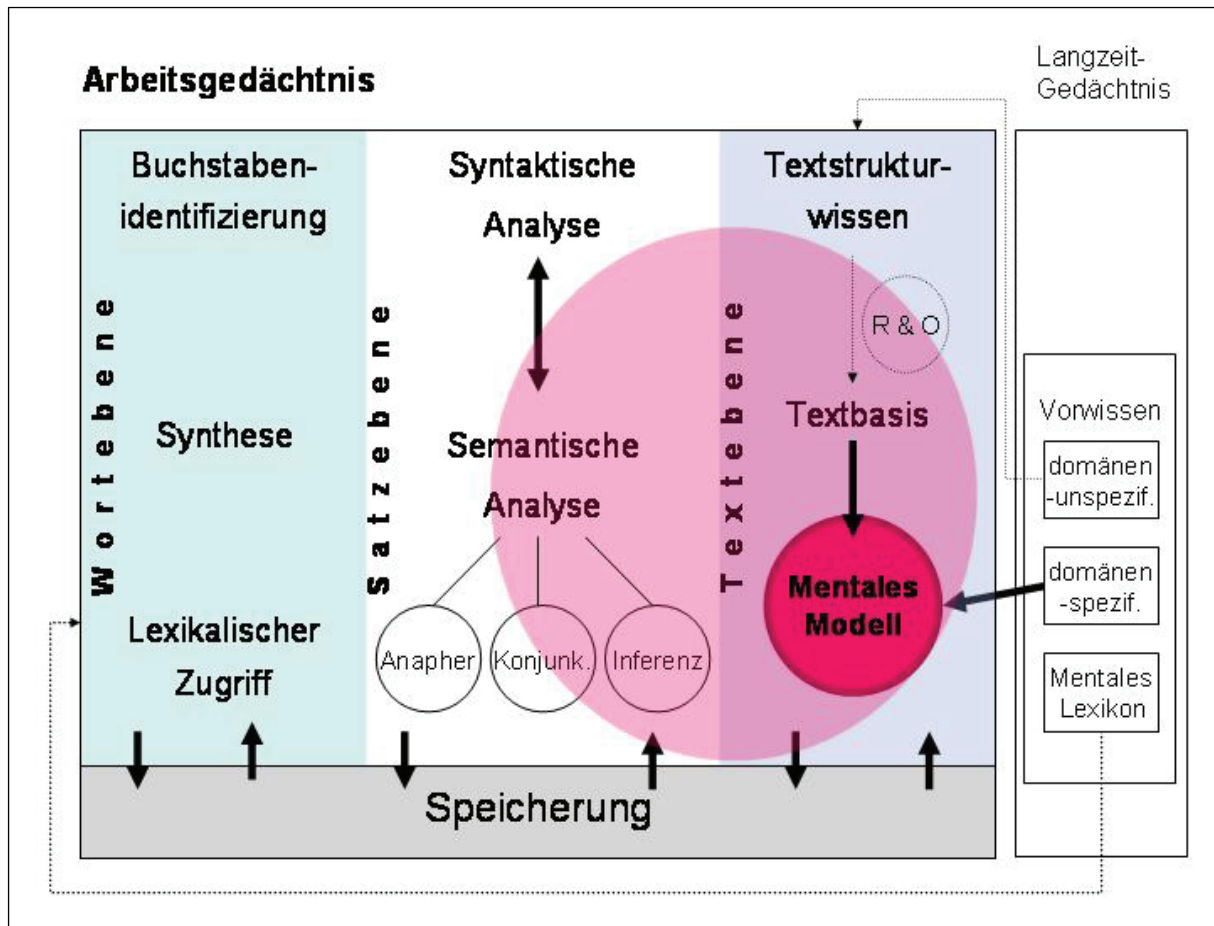 Arbeitsgedächtnis
Buchstaben-
identifizierung
Wortebene
Synthese
Lexikalischer
Zugriff
Syntaktische
Analyse
Satzebene
Semantische
Analyse
Anapher
Konjunk.
Inferenz
Textstruktur-
wissen
Textebene
R & O
Textbasis
Mentales
Modell
Speicherung
Langzeit-
Gedächtnis
Vorwissen
domänen
-unspezif.
domänen
-spezif.
Mentales
Lexikon